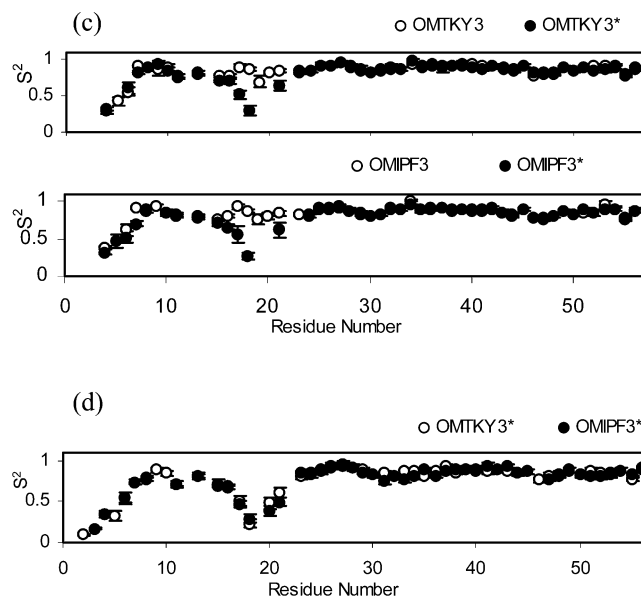 (c)
OMTKY3 OMTKY3*
S²
1
0.5
0
OMIPF3 OMIPF3*
S²
1
0.5
0
0 10 20 30 40 50
Residue Number
(d)
OMTKY3* OMIPF3*
S²
1
0.5
0
0 10 20 30 40 50
Residue Number